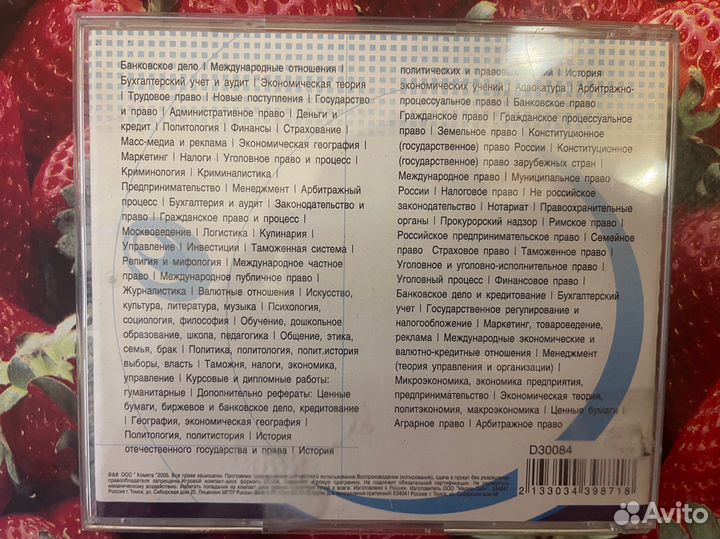 Банковское дело | Международные отношения |
Бухгалтерский учет и аудит | Экономическая теория
| Трудовое право | Новые поступления | Государство
и право | Административное право | Деньги и
кредит | Политология | Финансы | Страхование |
Масс-медиа и реклама | Экономическая география |
Маркетинг | Налоги | Уголовное право и процесс |
Криминология | Криминалистика |
Предпринимательство | Менеджмент | Арбитражный
процесс | Бухгалтерия и аудит | Законодательство и
право | Гражданское право и процесс |
Москвоведение | Логистика | Кулинария |
Управление | Инвестиции | Таможенная система |
Религия и мифология | Международное частное
право | Международное публичное право |
Журналистика | Валютные отношения | Искусство,
культура, литература, музыка | Психология,
социология, философия | Обучение, дошкольное
образование, школа, педагогика | Общение, этика,
семья, брак | Политика, политология, полит.история
выборы, власть | Таможня, налоги, экономика,
управление | Курсовые и дипломные работы:
гуманитарные | Дополнительно рефераты: Ценные
бумаги, биржевое и банковское дело, кредитование
| География, экономическая география |
Политология, политистория | История
отечественного государства и права | История
политических и правовых учений | История
экономических учений | Адвокатура | Арбитражно-
процессуальное право | Банковское право
Гражданское право | Гражданское процессуальное
право | Земельное право | Конституционное
(государственное) право России | Конституционное
(государственное) право зарубежных стран |
Международное право | Муниципальное право
России | Налоговое право | Не российское
законодательство | Нотариат | Правоохранительные
органы | Прокурорский надзор | Римское право
Российское предпринимательское право | Семейное
право Страховое право | Таможенное право |
Уголовное и уголовно-исполнительное право |
Уголовный процесс | Финансовое право |
Банковское дело и кредитование | Бухгалтерский
учет | Государственное регулирование и
налогообложение | Маркетинг, товароведение,
реклама | Международные экономические и
валютно-кредитные отношения | Менеджмент
(теория управления и организации) |
Микроэкономика, экономика предприятия,
предпринимательство | Экономическая теория,
политэкономия, макроэкономика | Ценные бумаги |
Аграрное право | Арбитражное право
D30084
2133034398718
Avito